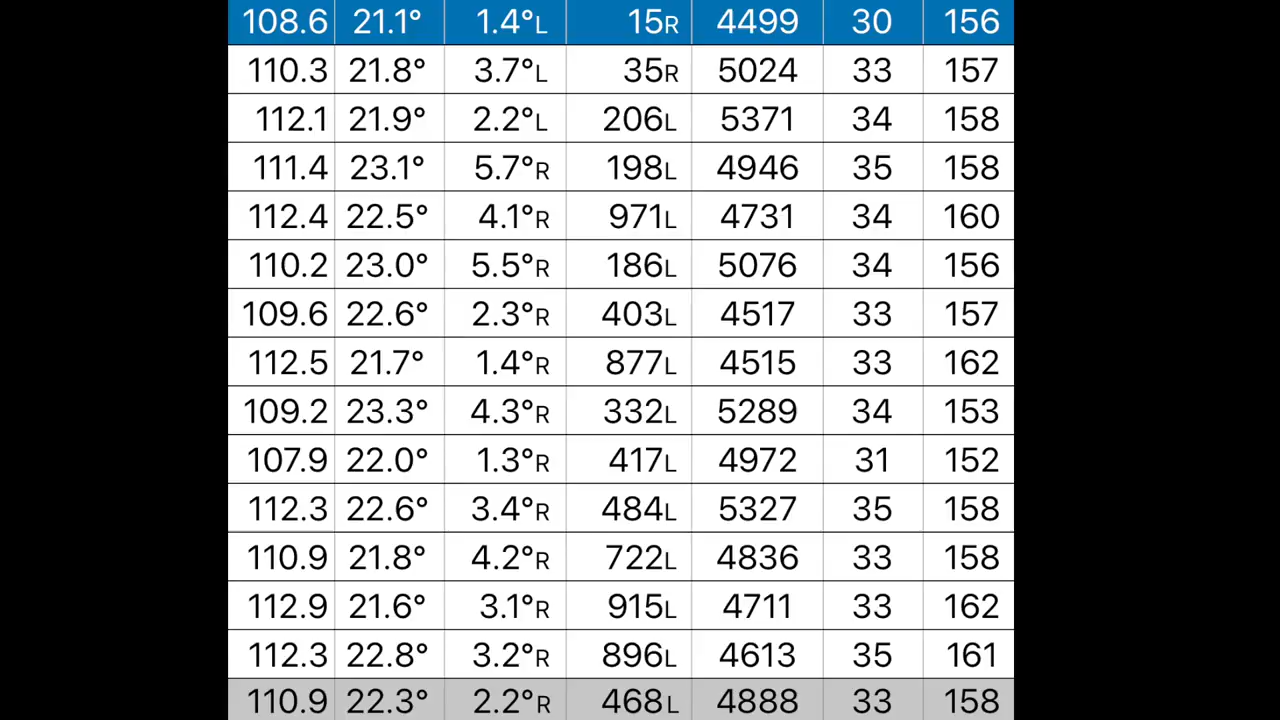 108.6 21.1° 1.4°L 15R 4499 30 156
110.3 21.8° 3.7°L 35R 5024 33 157
112.1 21.9° 2.2°L 206L 5371 34 158
111.4 23.1° 5.7°R 198L 4946 35 158
112.4 22.5° 4.1°R 971L 4731 34 160
110.2 23.0° 5.5°R 186L 5076 34 156
109.6 22.6° 2.3°R 403L 4517 33 157
112.5 21.7° 1.4°R 877L 4515 33 162
109.2 23.3° 4.3°R 332L 5289 34 153
107.9 22.0° 1.3°R 417L 4972 31 152
112.3 22.6° 3.4°R 484L 5327 35 158
110.9 21.8° 4.2°R 722L 4836 33 158
112.9 21.6° 3.1°R 915L 4711 33 162
112.3 22.8° 3.2°R 896L 4613 35 161
110.9 22.3° 2.2°R 468L 4888 33 158